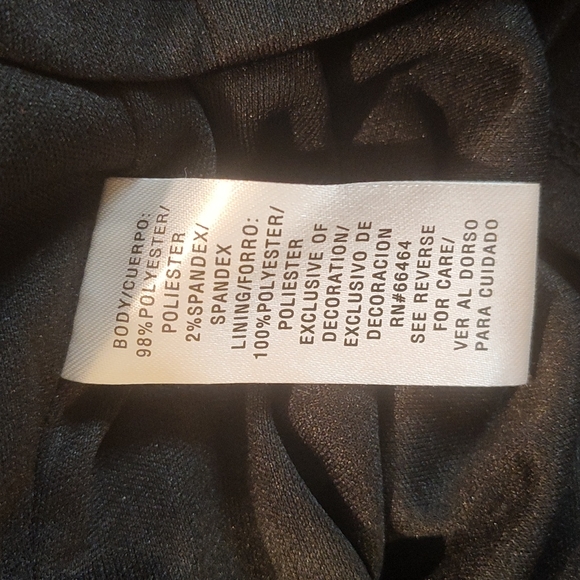 BODY/CUERPO:
98%POLYESTER/
POLIESTER
2%SPANDEX/
SPANDEX
LINING/FORRO:
100%POLYESTER/
POLIESTER
EXCLUSIVE OF
DECORATION/
EXCLUSIVO DE
DECORACION
RN#66464
SEE REVERSE
FOR CARE/
VER AL DORSO
PARA CUIDADO